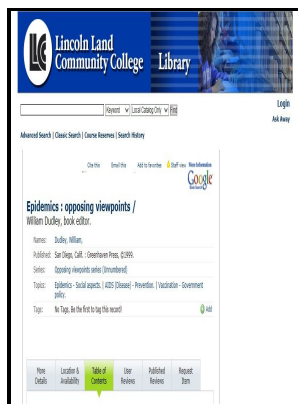 LLCC
Lincoln Land
Community College Library
Keyword Local Catalog Only Find
Login
Ask Away
Advanced Search | Classic Search | Course Reserves | Search History
Cite this Email this Add to favorites Staff view More Information
Google
Epidemics : opposing viewpoints /
William Dudley, book editor.
Names: Dudley, William,
Published: San Diego, Calif. : Greenhaven Press, ©1999.
Series: Opposing viewpoints series (Unnumbered)
Topics: Epidemics - Social aspects. | AIDS (Disease) - Prevention. | Vaccination - Government
policy.
Tags: No Tags, Be the first to tag this record! Add
More Details
Location & Availability
Table of Contents
User Reviews
Published Reviews
Request Item